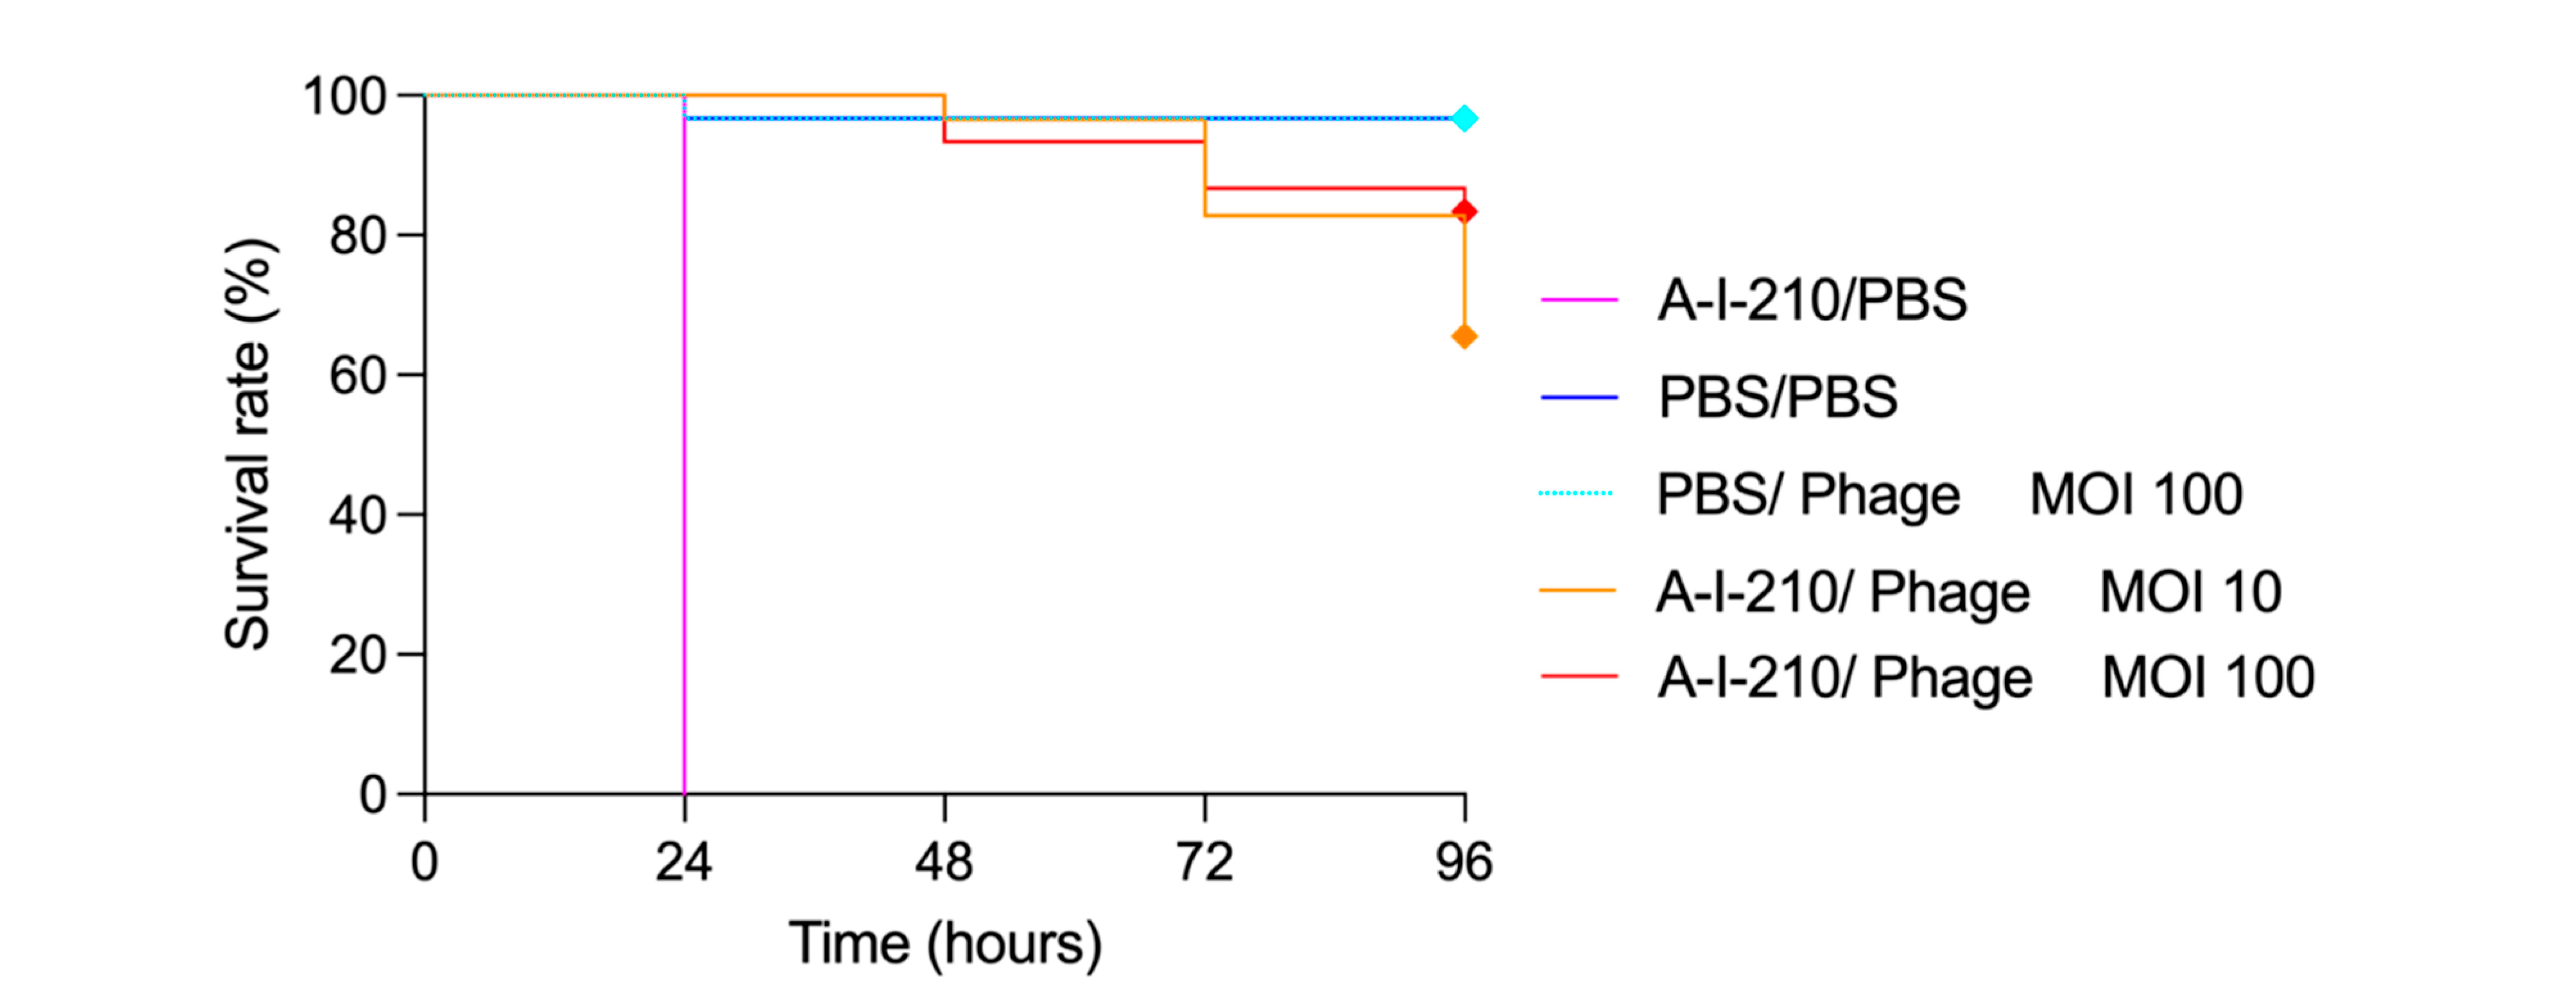 Survival rate (%)
100
80
60
40
20
0
0 24 48 72 96
Time (hours)
A-I-210/PBS
PBS/PBS
PBS/ Phage MOI 100
A-I-210/ Phage MOI 10
A-I-210/ Phage MOI 100